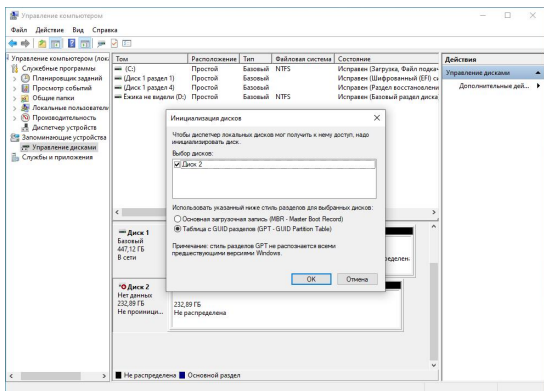 Управление компьютером
Файл Действие Вид Справка
Управление компьютером (лок
Служебные программы
Планировщик заданий
Просмотр событий
Общие папки
Локальные пользовател
Производительность
Диспетчер устройств
Запоминающие устройства
Управление дисками
Службы и приложения
Том Расположение Тип Файловая система Состояние
(C:) Простой Базовый NTFS Исправен (Загрузка, Файл подкач
(Диск 1 раздел 1) Простой Базовый Исправен (Шифрованный (EFI) си
(Диск 1 раздел 4) Простой Базовый Исправен (Раздел восстановлени
Ежика не видели (D:) Простой Базовый NTFS Исправен (Базовый раздел диска
Действия
Управление дисками
Дополнительные дей...
Инициализация дисков
Чтобы диспетчер локальных дисков мог получить к нему доступ, надо
инициализировать диск.
Выбор дисков:
Диск 2
Использовать указанный ниже стиль разделов для выбранных дисков:
Основная загрузочная запись (MBR - Master Boot Record)
Таблица с GUID разделов (GPT - GUID Partition Table)
Примечание: стиль разделов GPT не распознается всеми
предшествующими версиями Windows.
ОК Отмена
Диск 1
Базовый
447,12 ГБ
В сети
Диск 2
Нет данных
232,89 ГБ
Не проиници...
232,89 ГБ
Не распределена
Не распределена Основной раздел